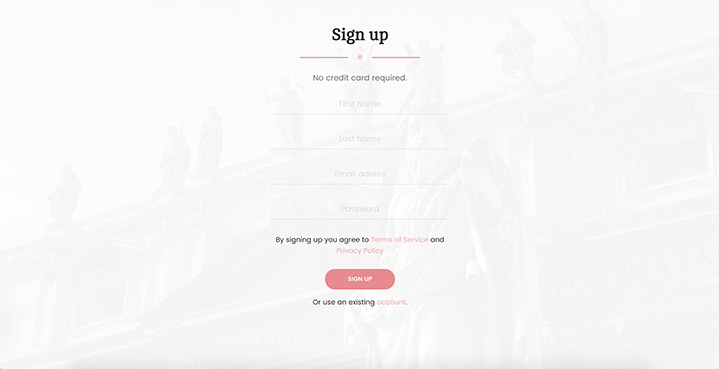 Sign up
No credit card required.
First Name
Last Name
Email adress
Password
By signing up you agree to Terms of Service and
Privacy Policy
SIGN UP
Or use an existing account.